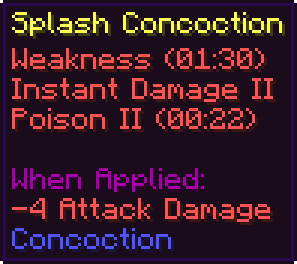 Splash Concoction
Weakness (01:30)
Instant Damage II
Poison II (00:22)
When Applied:
-4 Attack Damage
Concoction